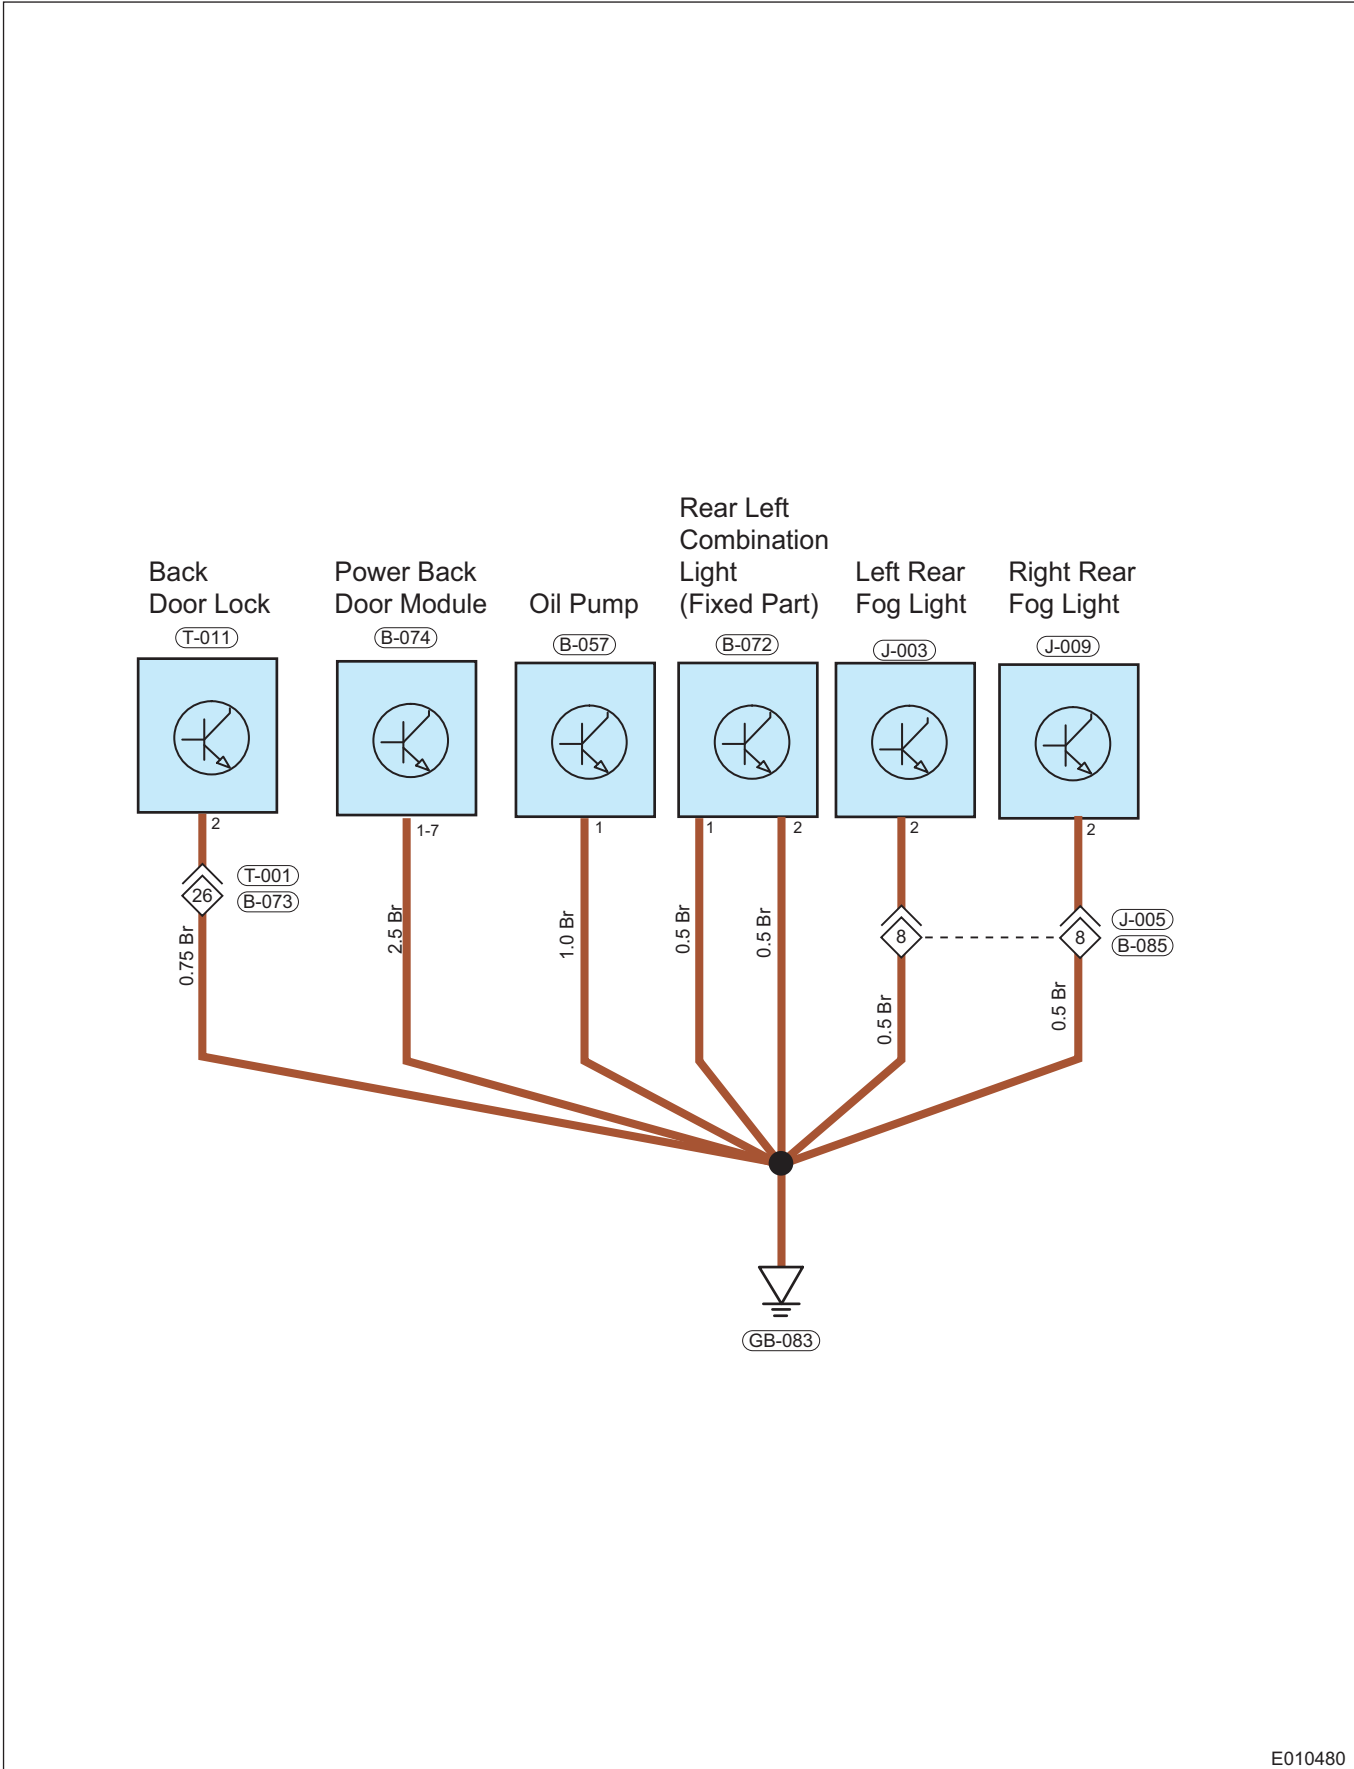 Back
Door Lock
T-011
Power Back
Door Module
B-074
Oil Pump
B-057
Rear Left
Combination
Light
(Fixed Part)
B-072
Left Rear
Fog Light
J-003
Right Rear
Fog Light
J-009
2
1-7
1
1
2
2
2
26
T-001
B-073
8
8
J-005
B-085
0.75 Br
2.5 Br
1.0 Br
0.5 Br
0.5 Br
0.5 Br
0.5 Br
GB-083
E010480